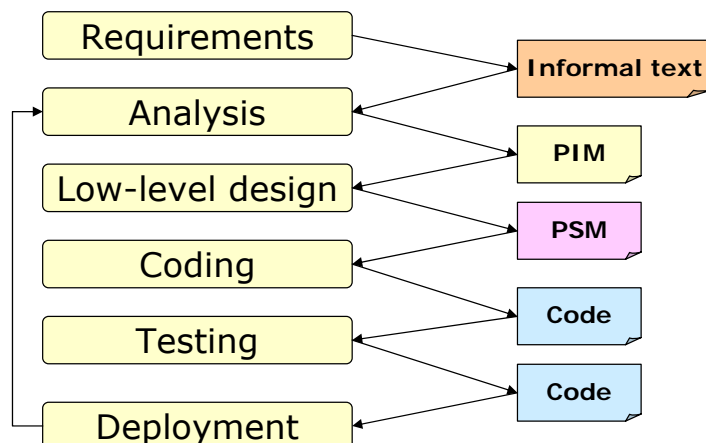 Requirements
Informal text
Analysis
PIM
Low-level design
PSM
Coding
Code
Testing
Code
Deployment